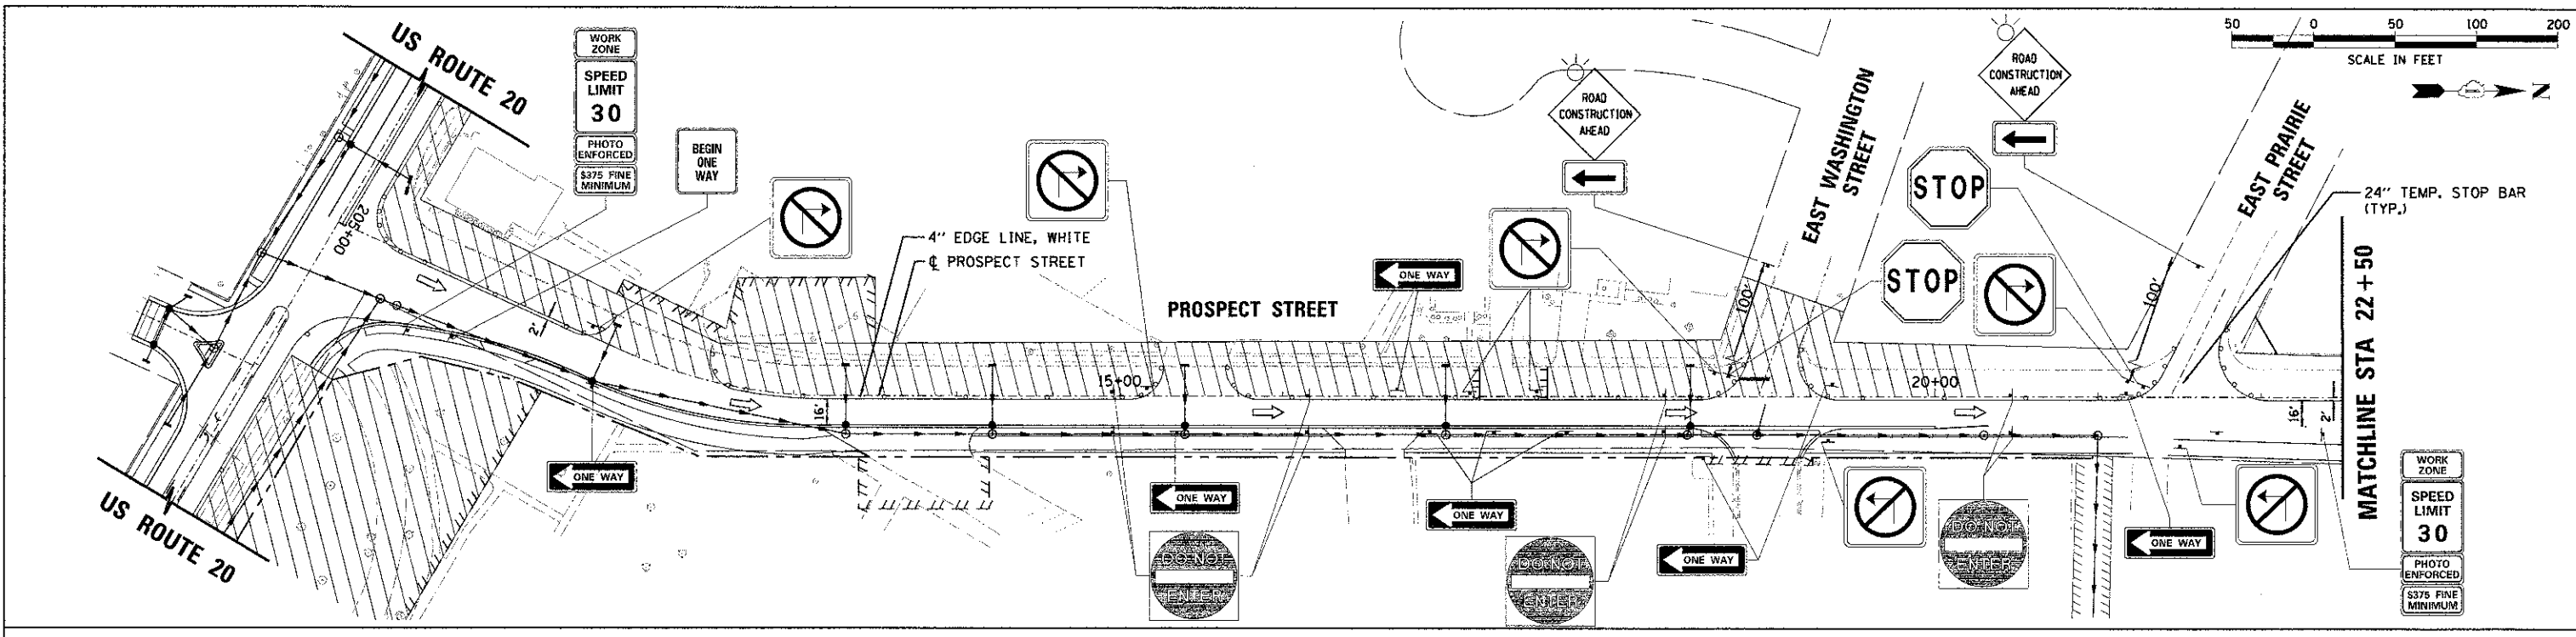 US ROUTE 20
WORK
ZONE
SPEED
LIMIT
30
PHOTO
ENFORCED
$375 FINE
MINIMUM
BEGIN
ONE
WAY
205+00
2'
4" EDGE LINE, WHITE
℄ PROSPECT STREET
16'
PROSPECT STREET
15+00
ONE WAY
ROAD
CONSTRUCTION
AHEAD
100'
EAST WASHINGTON
STREET
STOP
STOP
ROAD
CONSTRUCTION
AHEAD
20+00
100'
EAST PRAIRIE
STREET
24" TEMP. STOP BAR
(TYP.)
50 0 50 100 200
SCALE IN FEET
N
16'
2'
MATCHLINE STA 22+50
US ROUTE 20
ONE WAY
ONE WAY
DO NOT
ENTER
ONE WAY
DO NOT
ENTER
ONE WAY
DO NOT
ENTER
ONE WAY
WORK
ZONE
SPEED
LIMIT
30
PHOTO
ENFORCED
$375 FINE
MINIMUM